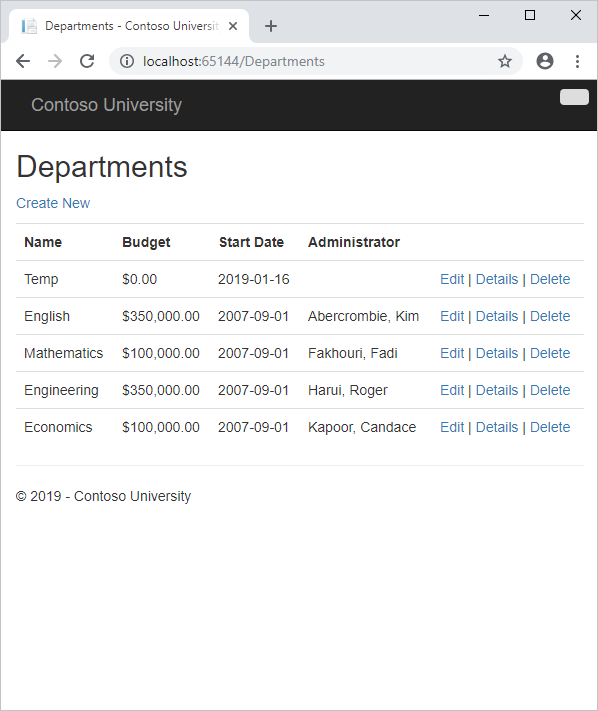 Departments - Contoso Universit
localhost:65144/Departments
Contoso University
Departments
Create New
Name Budget Start Date Administrator
Temp $0.00 2019-01-16 Edit | Details | Delete
English $350,000.00 2007-09-01 Abercrombie, Kim Edit | Details | Delete
Mathematics $100,000.00 2007-09-01 Fakhouri, Fadi Edit | Details | Delete
Engineering $350,000.00 2007-09-01 Harui, Roger Edit | Details | Delete
Economics $100,000.00 2007-09-01 Kapoor, Candace Edit | Details | Delete
© 2019 - Contoso University